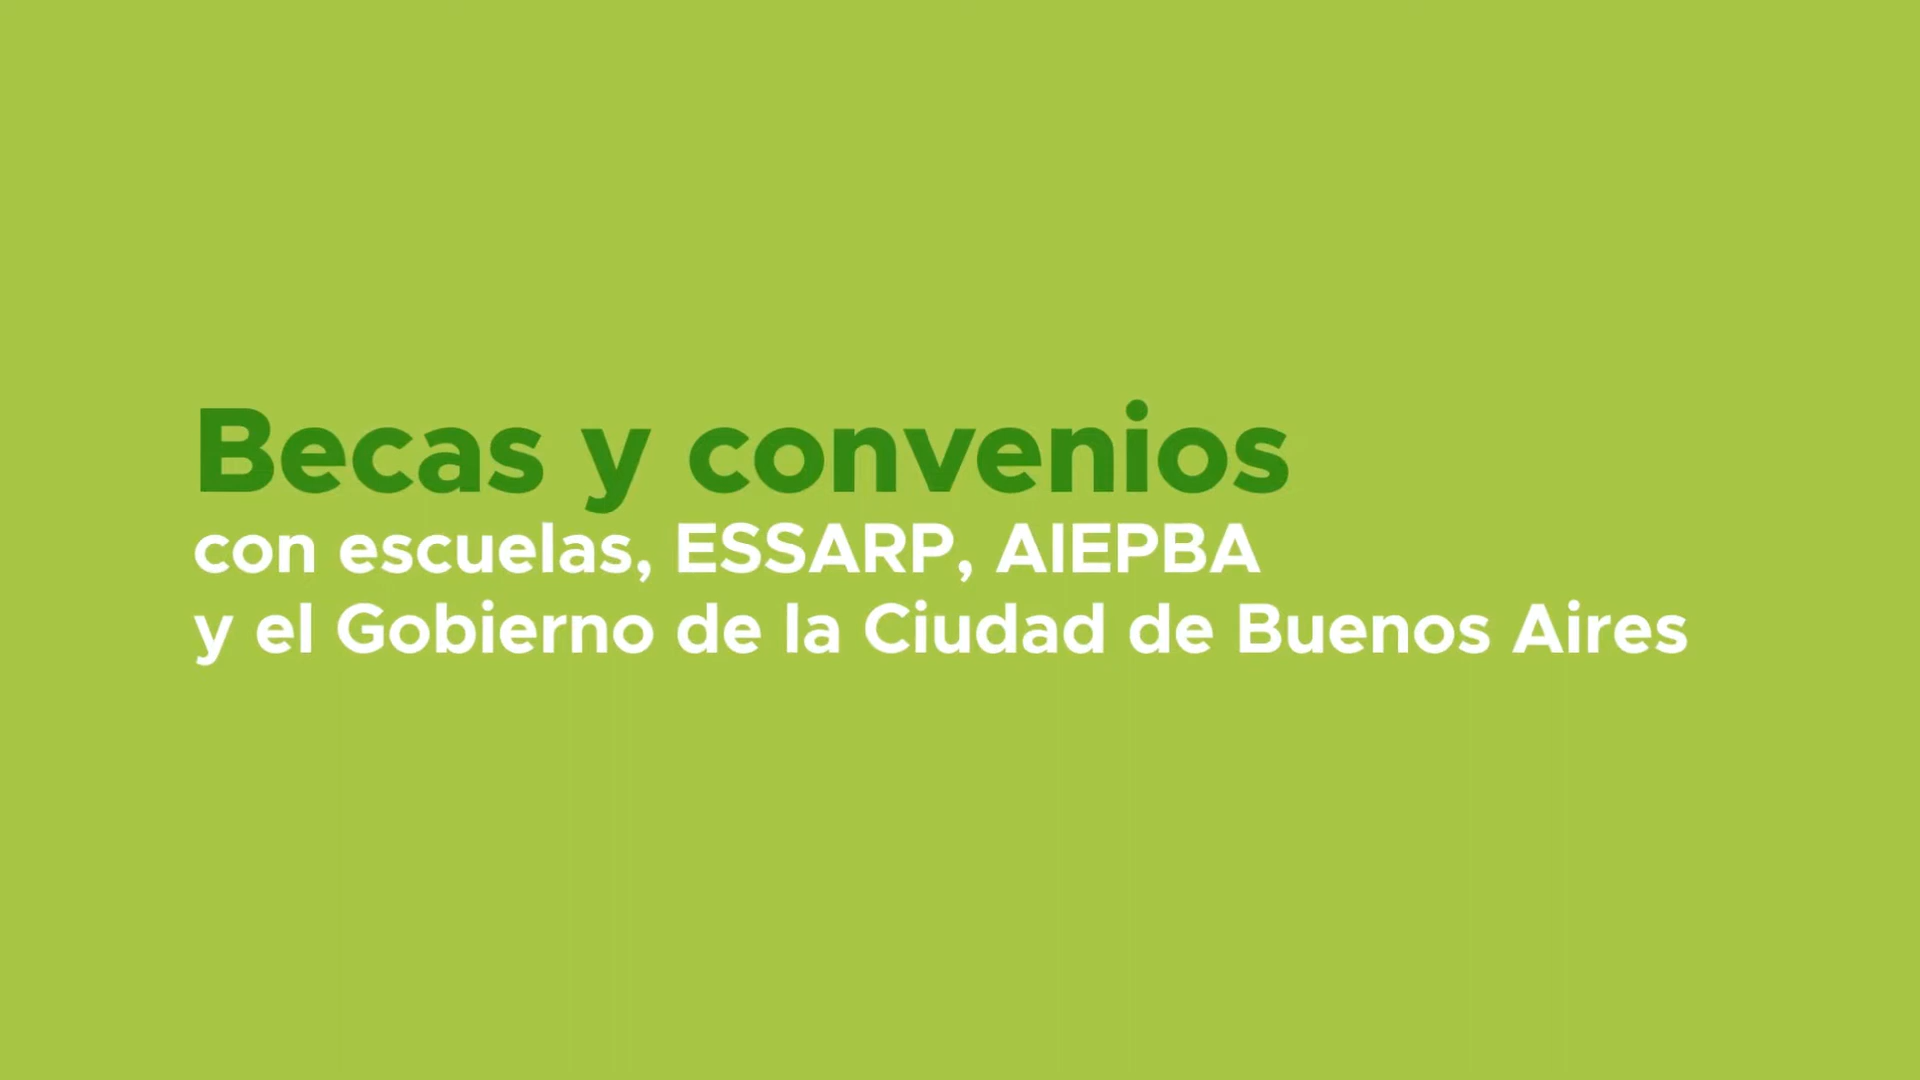 Becas y convenios
con escuelas, ESSARP, AIEPBA
y el Gobierno de la Ciudad de Buenos Aires